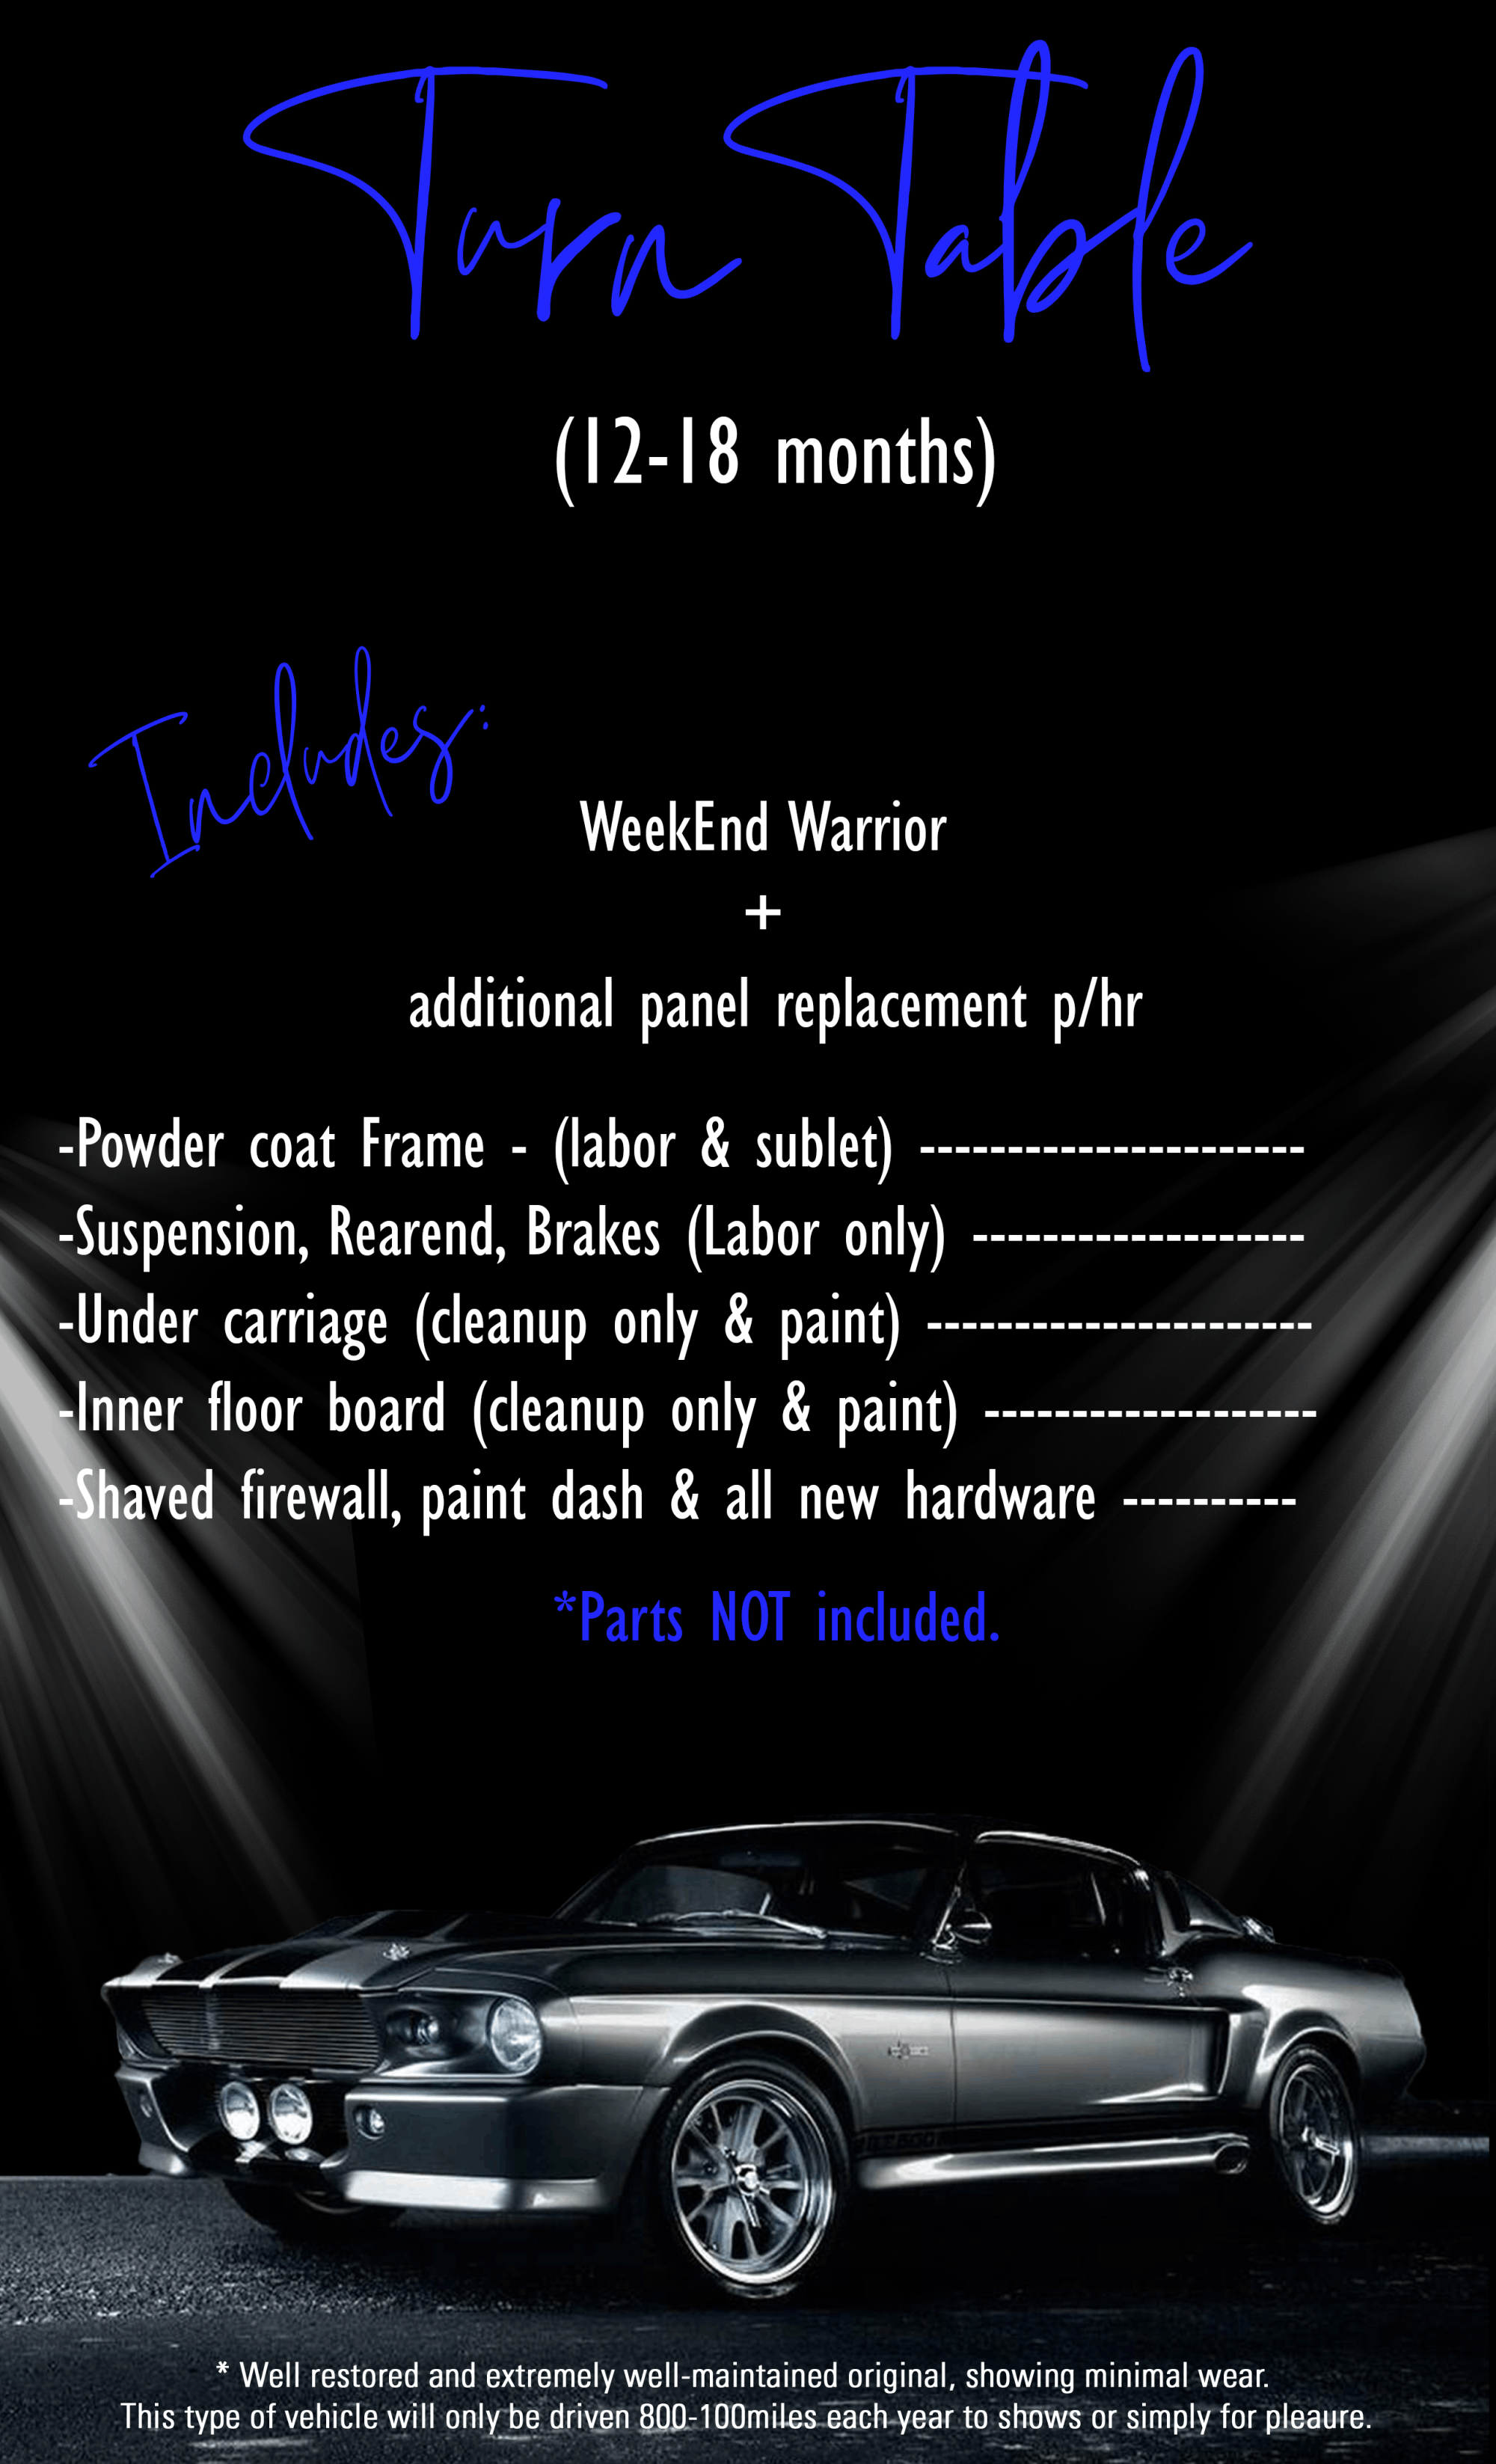 Turn Table
(12-18 months)
Includes:
WeekEnd Warrior
+
additional panel replacement p/hr
-Powder coat Frame - (labor & sublet) ----------------------
-Suspension, Rearend, Brakes (Labor only) -------------------
-Under carriage (cleanup only & paint) ----------------------
-Inner floor board (cleanup only & paint) -------------------
-Shaved firewall, paint dash & all new hardware ----------
*Parts NOT included.
* Well restored and extremely well-maintained original, showing minimal wear.
This type of vehicle will only be driven 800-100miles each year to shows or simply for pleaure.